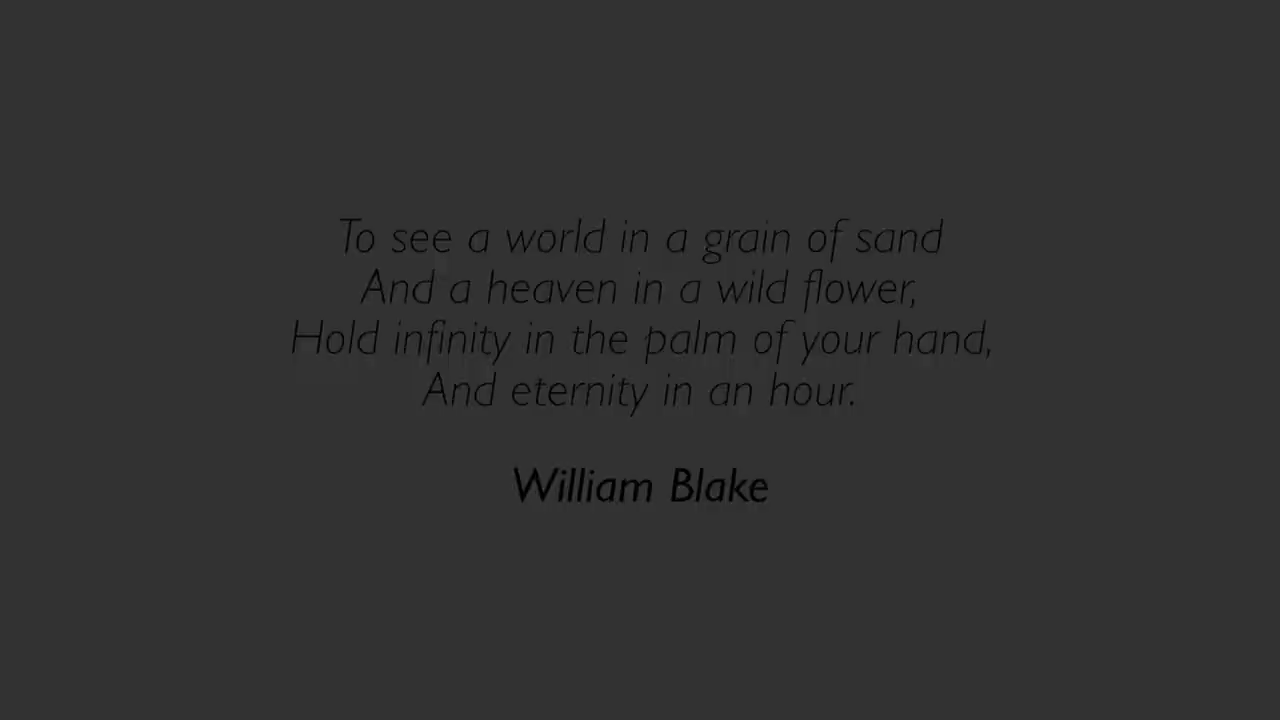 To see a world in a grain of sand
And a heaven in a wild flower,
Hold infinity in the palm of your hand,
And eternity in an hour.
William Blake